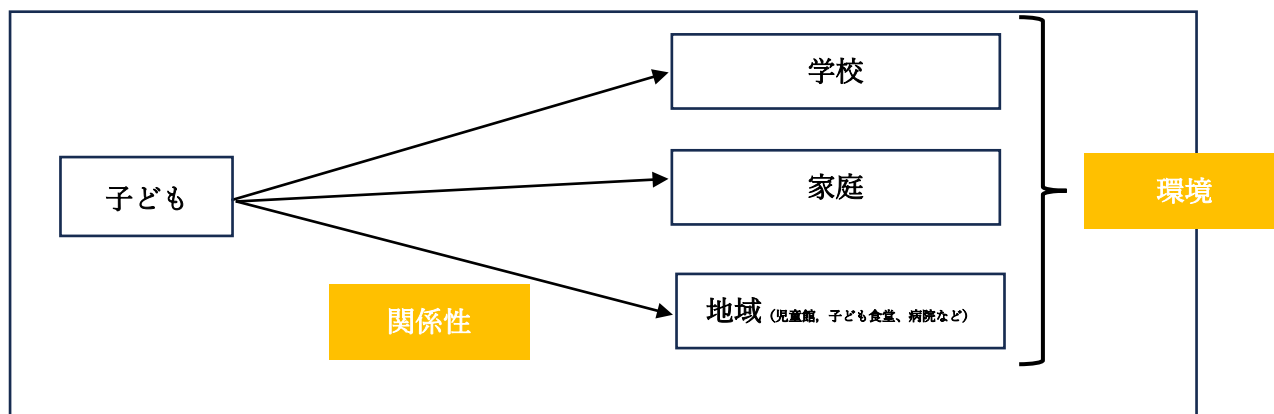 学校
子ども
家庭
環境
地域（児童館，子ども食堂、病院など）
関係性